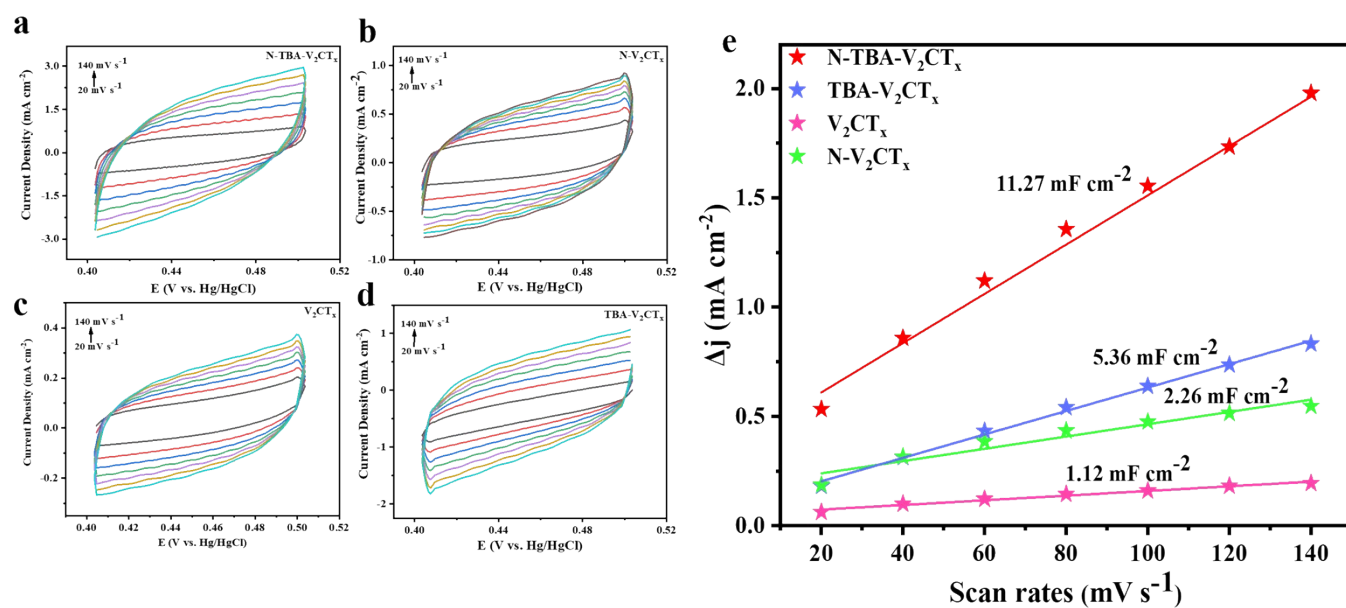 a
N-TBA-V₂CTₓ
140 mV s⁻¹
20 mV s⁻¹
Current Density (mA cm⁻²)
3.0
1.5
0.0
-1.5
-3.0
0.40 0.44 0.48 0.52
E (V vs. Hg/HgCl)
b
N-V₂CTₓ
140 mV s⁻¹
20 mV s⁻¹
Current Density (mA cm⁻²)
1.0
0.5
0.0
-0.5
-1.0
0.40 0.44 0.48 0.52
E (V vs. Hg/HgCl)
c
V₂CTₓ
140 mV s⁻¹
20 mV s⁻¹
Current Density (mA cm⁻²)
0.4
0.2
0.0
-0.2
0.40 0.42 0.44 0.46 0.48 0.50 0.52
E (V vs. Hg/HgCl)
d
TBA-V₂CTₓ
140 mV s⁻¹
20 mV s⁻¹
Current Density (mA cm⁻²)
1
0
-1
-2
0.40 0.42 0.44 0.46 0.48 0.50 0.52
E (V vs. Hg/HgCl)
e
N-TBA-V₂CTₓ
TBA-V₂CTₓ
V₂CTₓ
N-V₂CTₓ
11.27 mF cm⁻²
5.36 mF cm⁻²
2.26 mF cm⁻²
1.12 mF cm⁻²
Δj (mA cm⁻²)
2.0
1.5
1.0
0.5
0.0
20 40 60 80 100 120 140
Scan rates (mV s⁻¹)